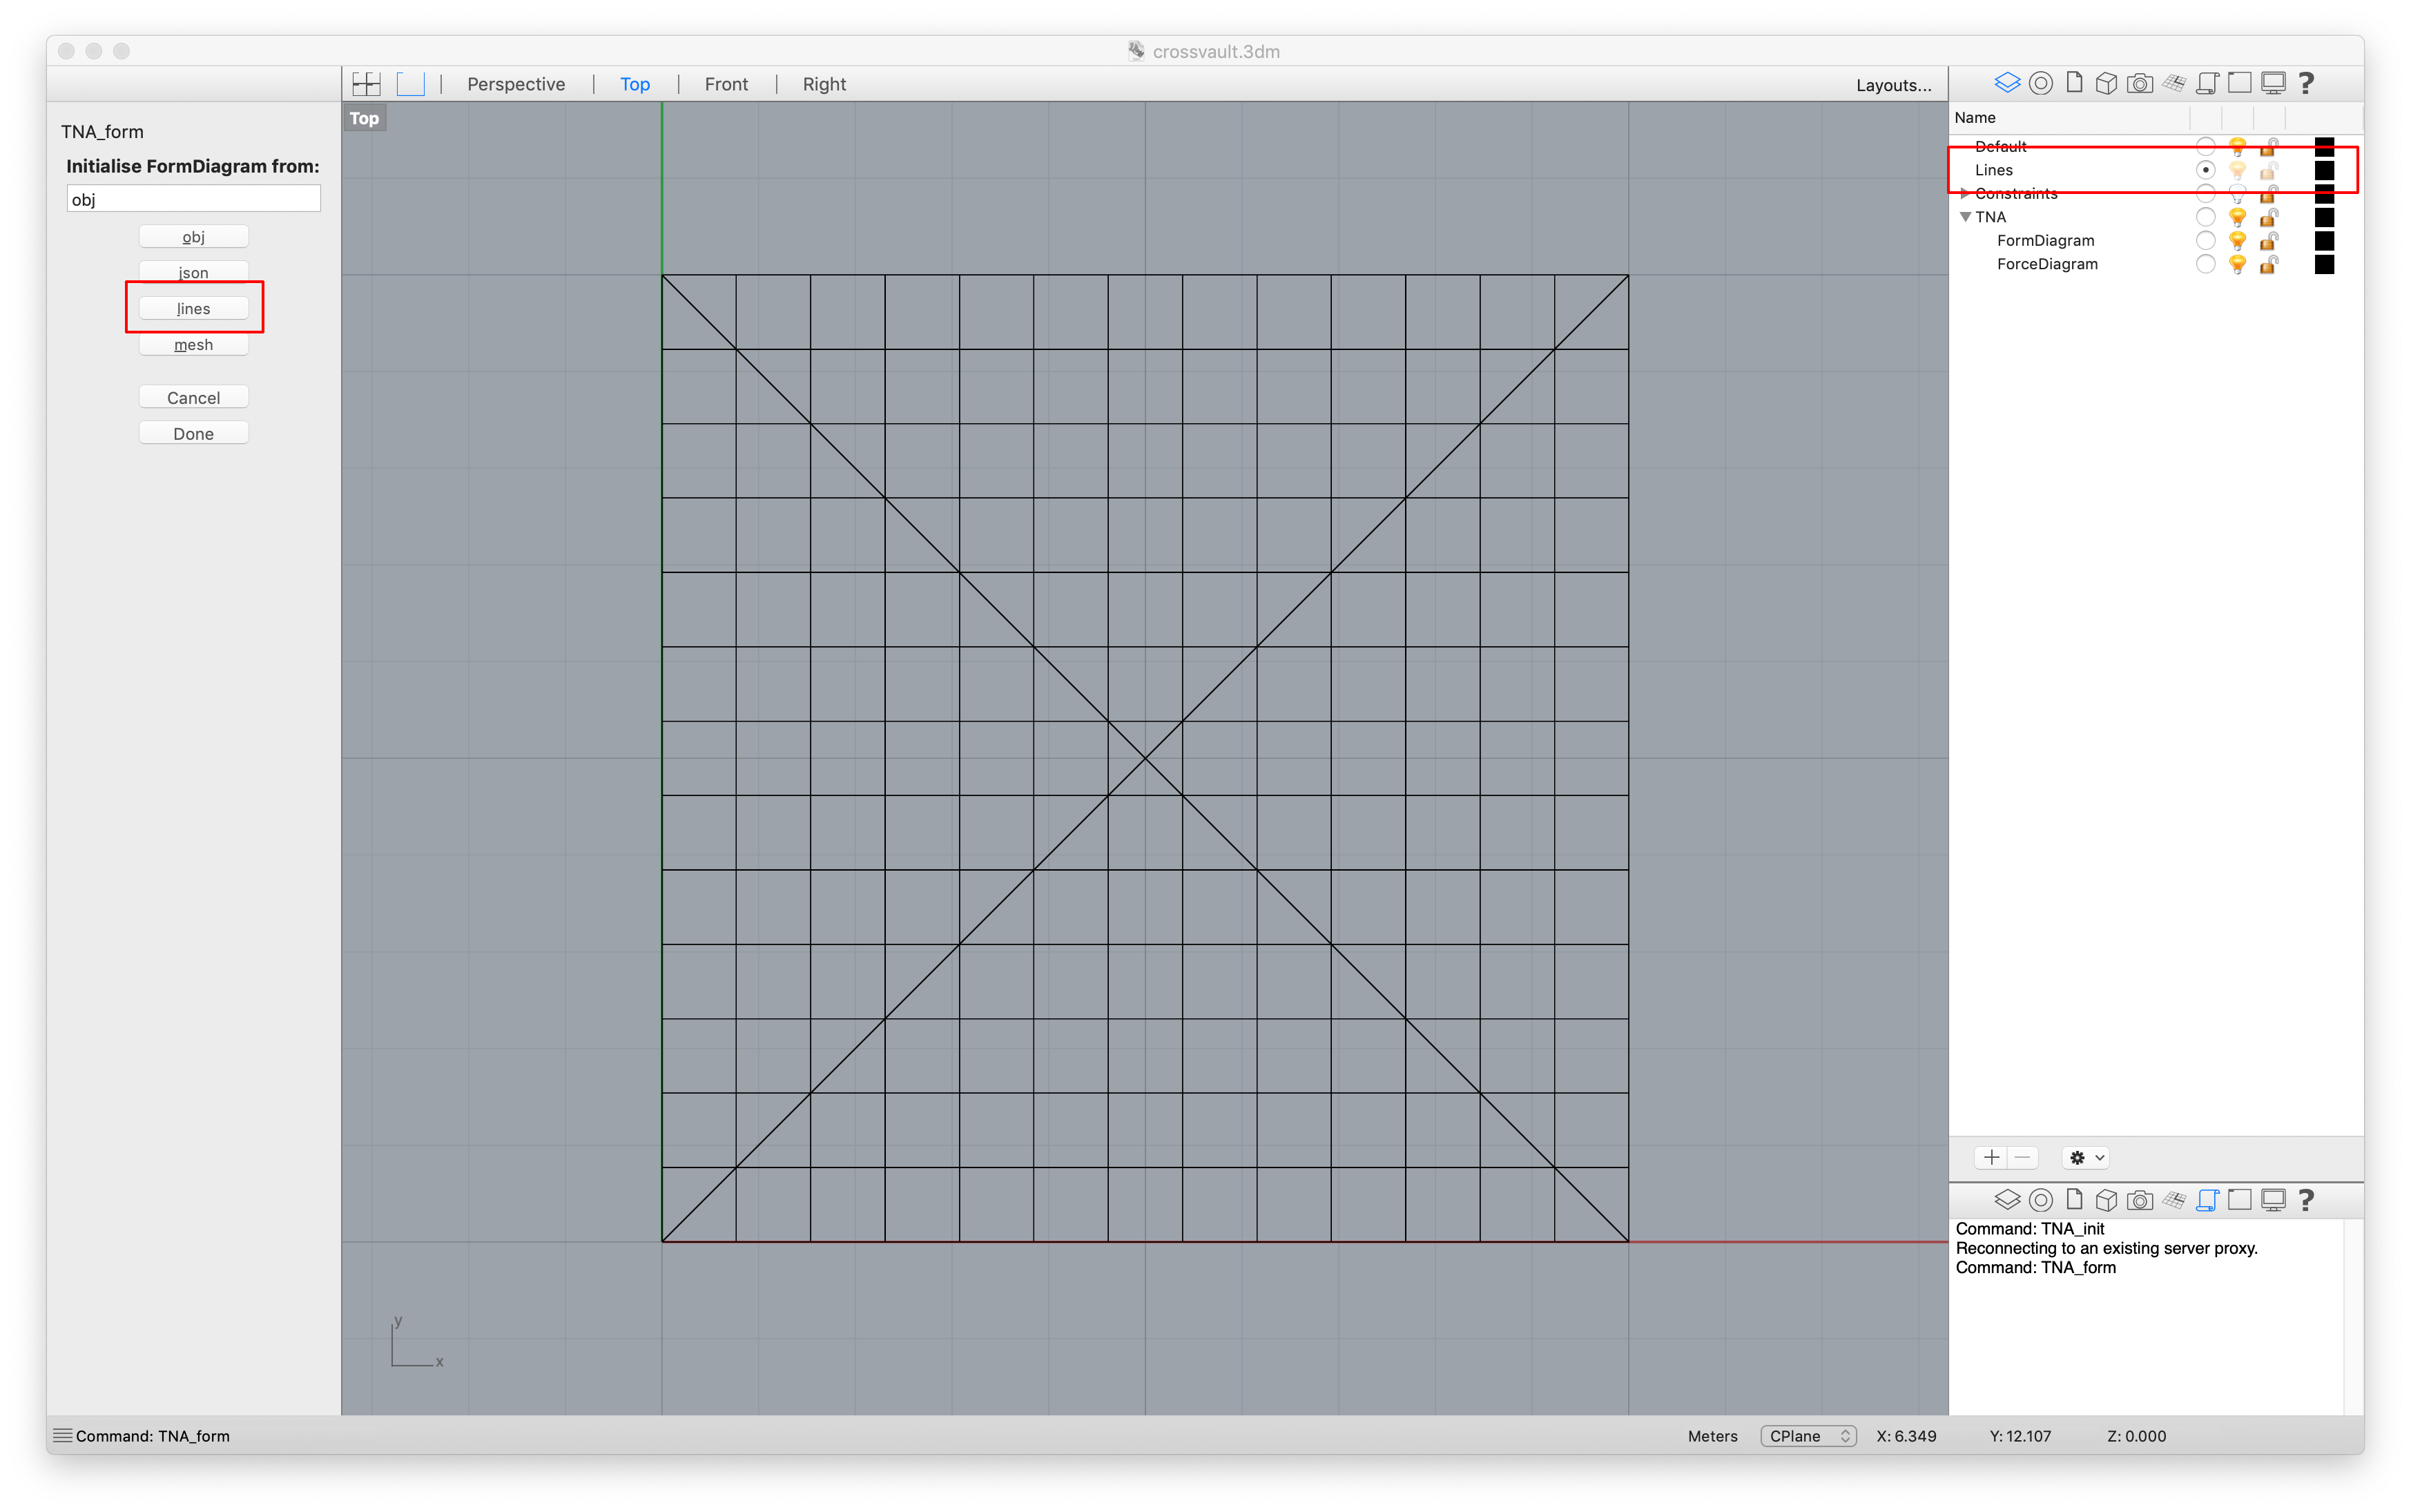 crossvault.3dm
Perspective | Top | Front | Right
Layouts...
TNA_form
Initialise FormDiagram from:
obj
obj
json
lines
mesh
Cancel
Done
Top
y
x
Name
Default
Lines
Constraints
TNA
FormDiagram
ForceDiagram
Command: TNA_init
Reconnecting to an existing server proxy.
Command: TNA_form
Command: TNA_form
Meters
CPlane
X: 6.349
Y: 12.107
Z: 0.000